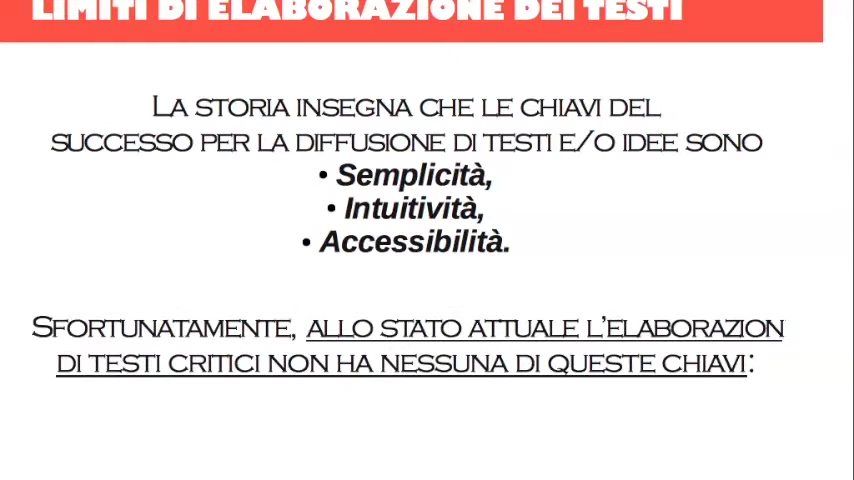 LIMITI DI ELABORAZIONE DEI TESTI
LA STORIA INSEGNA CHE LE CHIAVI DEL
SUCCESSO PER LA DIFFUSIONE DI TESTI E/O IDEE SONO
• Semplicità,
• Intuitività,
• Accessibilità.
SFORTUNATAMENTE, ALLO STATO ATTUALE L'ELABORAZION
DI TESTI CRITICI NON HA NESSUNA DI QUESTE CHIAVI: